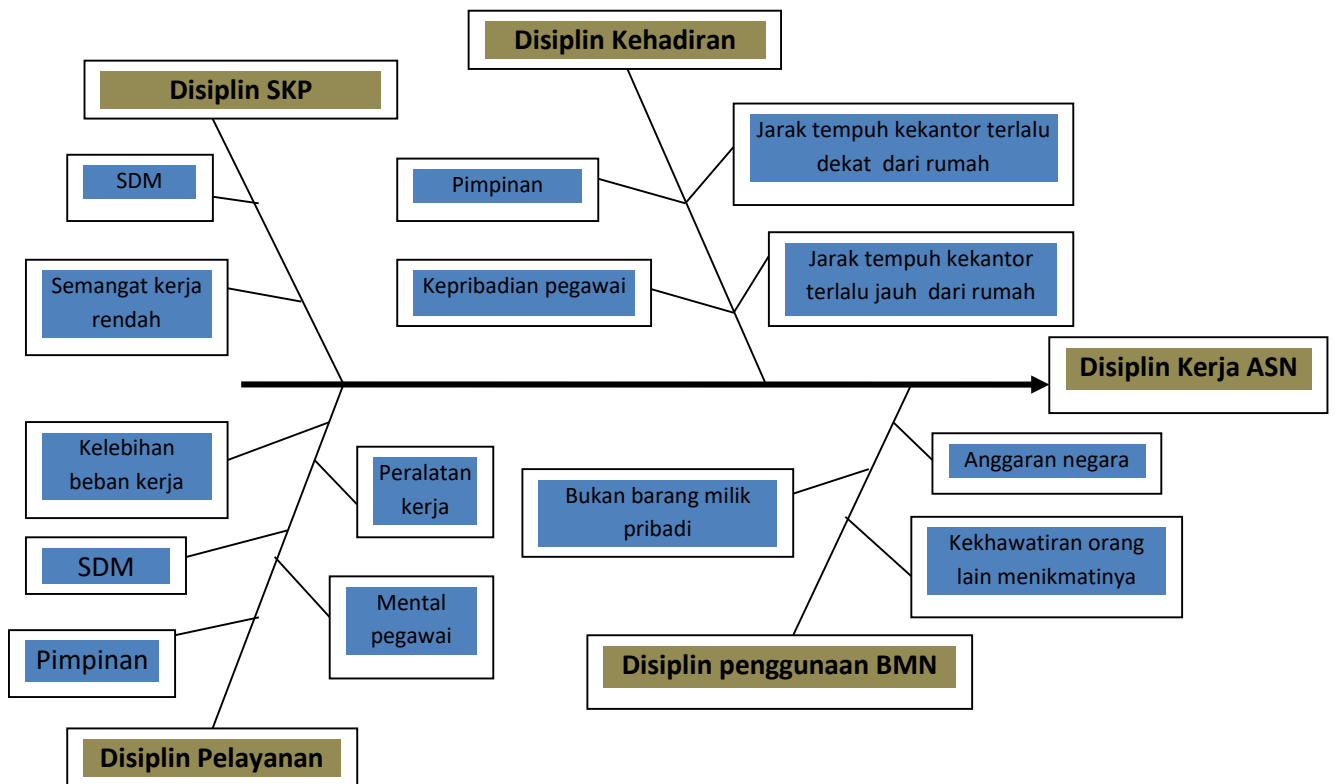 Disiplin Kehadiran
Disiplin SKP
Jarak tempuh kekantor terlalu
dekat dari rumah
SDM
Pimpinan
Semangat kerja
rendah
Kepribadian pegawai
Jarak tempuh kekantor
terlalu jauh dari rumah
Disiplin Kerja ASN
Kelebihan
beban kerja
Peralatan
kerja
Anggaran negara
Bukan barang milik
pribadi
SDM
Kekhawatiran orang
lain menikmatinya
Mental
pegawai
Pimpinan
Disiplin penggunaan BMN
Disiplin Pelayanan